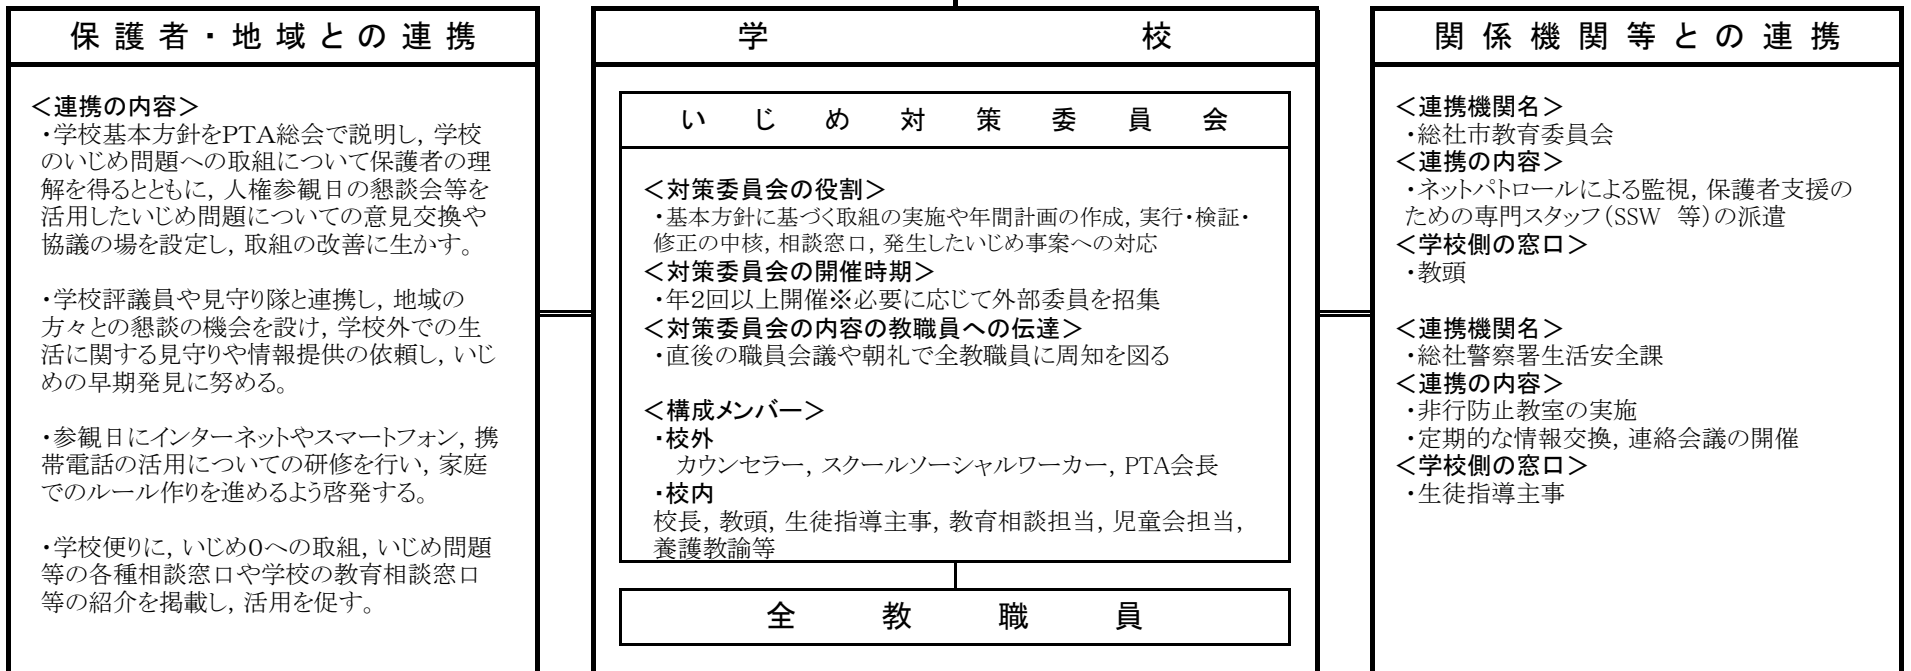 保護者・地域との連携
＜連携の内容＞
・学校基本方針をPTA総会で説明し，学校
のいじめ問題への取組について保護者の理
解を得るとともに，人権参観日の懇談会等を
活用したいじめ問題についての意見交換や
協議の場を設定し，取組の改善に生かす。
・学校評議員や見守り隊と連携し，地域の
方々との懇談の機会を設け，学校外での生
活に関する見守りや情報提供の依頼し，いじ
めの早期発見に努める。
・参観日にインターネットやスマートフォン，携
帯電話の活用についての研修を行い，家庭
でのルール作りを進めるよう啓発する。
・学校便りに，いじめ０への取組，いじめ問題
等の各種相談窓口や学校の教育相談窓口
等の紹介を掲載し，活用を促す。
学校
いじめ対策委員会
＜対策委員会の役割＞
・基本方針に基づく取組の実施や年間計画の作成，実行・検証・
修正の中核，相談窓口，発生したいじめ事案への対応
＜対策委員会の開催時期＞
・年２回以上開催※必要に応じて外部委員を招集
＜対策委員会の内容の教職員への伝達＞
・直後の職員会議や朝礼で全教職員に周知を図る
＜構成メンバー＞
・校外
カウンセラー，スクールソーシャルワーカー，PTA会長
・校内
校長，教頭，生徒指導主事，教育相談担当，児童会担当，
養護教諭等
全教職員
関係機関等との連携
＜連携機関名＞
・総社市教育委員会
＜連携の内容＞
・ネットパトロールによる監視，保護者支援の
ための専門スタッフ（SSW　等）の派遣
＜学校側の窓口＞
・教頭
＜連携機関名＞
・総社警察署生活安全課
＜連携の内容＞
・非行防止教室の実施
・定期的な情報交換，連絡会議の開催
＜学校側の窓口＞
・生徒指導主事